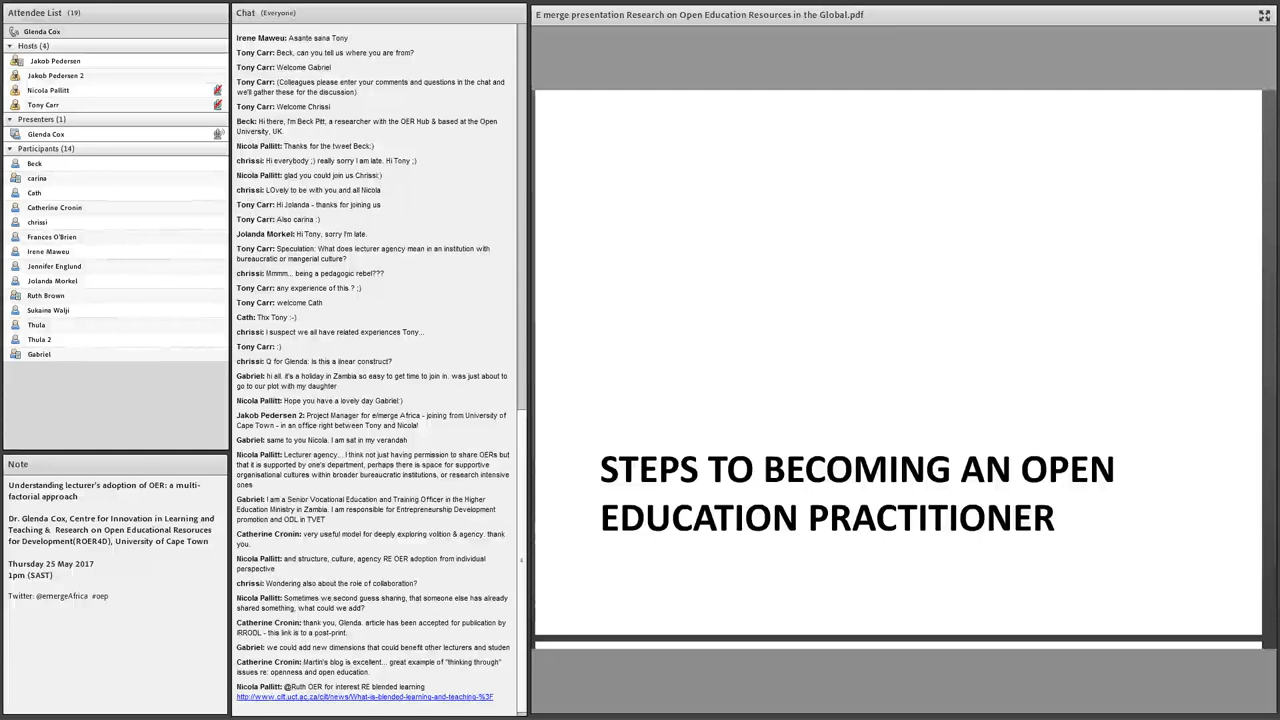 Attendee List (19)
Glenda Cox
Hosts (4)
Jakob Pedersen
Jakob Pedersen 2
Nicola Pallitt
Tony Carr
Presenters (1)
Glenda Cox
Participants (14)
Beck
carina
Cath
Catherine Cronin
chrissi
Frances O'Brien
Irene Maweu
Jennifer Englund
Jolanda Morkel
Ruth Brown
Sukaina Walji
Thula
Thula 2
Gabriel
Note
Understanding lecturer's adoption of OER: a multi-
factorial approach
Dr. Glenda Cox, Centre for Innovation in Learning and
Teaching & Research on Open Educational Resoruces
for Development(ROER4D), University of Cape Town
Thursday 25 May 2017
1pm (SAST)
Twitter: @emergeAfrica #oep
Chat (Everyone)
Irene Maweu: Asante sana Tony
Tony Carr: Beck, can you tell us where you are from?
Tony Carr: Welcome Gabriel
Tony Carr: (Colleagues please enter your comments and questions in the chat and
we'll gather these for the discussion)
Tony Carr: Welcome Chrissi
Beck: Hi there, I'm Beck Pitt, a researcher with the OER Hub & based at the Open
University, UK.
Nicola Pallitt: Thanks for the tweet Beck:)
chrissi: Hi everybody ;) really sorry I am late. Hi Tony ;)
Nicola Pallitt: glad you could join us Chrissi:)
chrissi: LOvely to be with you and all Nicola
Tony Carr: Hi Jolanda - thanks for joining us
Tony Carr: Also carina :)
Jolanda Morkel: Hi Tony, sorry I'm late.
Tony Carr: Speculation: What does lecturer agency mean in an institution with
bureaucratic or mangerial culture?
chrissi: Mmmm... being a pedagogic rebel???
Tony Carr: any experience of this ? ;)
Tony Carr: welcome Cath
Cath: Thx Tony :-)
chrissi: I suspect we all have related experiences Tony...
Tony Carr: :)
chrissi: Q for Glenda: Is this a linear construct?
Gabriel: hi all. it's a holiday in Zambia so easy to get time to join in. was just about to
go to our plot with my daughter
Nicola Pallitt: Hope you have a lovely day Gabriel:)
Jakob Pedersen 2: Project Manager for e/merge Africa - joining from University of
Cape Town - in an office right between Tony and Nicola!
Gabriel: same to you Nicola. I am sat in my verandah
Nicola Pallitt: Lecturer agency... I think not just having permission to share OERs but
that it is supported by one's department, perhaps there is space for supportive
organisational cultures within broader bureaucratic institutions, or research intensive
ones
Gabriel: I am a Senior Vocational Education and Training Officer in the Higher
Education Ministry in Zambia. I am responsible for Entrepreneurship Development
promotion and ODL in TVET
Catherine Cronin: very useful model for deeply exploring volition & agency. thank
you.
Nicola Pallitt: and structure, culture, agency RE OER adoption from individual
perspective
chrissi: Wondering also about the role of collaboration?
Nicola Pallitt: Sometimes we second guess sharing, that someone else has already
shared something, what could we add?
Catherine Cronin: thank you, Glenda. article has been accepted for publication by
IRRODL - this link is to a post-print.
Gabriel: we could add new dimensions that could benefit other lecturers and studen
Catherine Cronin: Martin's blog is excellent... great example of "thinking through"
issues re: openness and open education.
Nicola Pallitt: @Ruth OER for interest RE blended learning
http://www.cilt.uct.ac.za/cilt/news/What-is-blended-learning-and-teaching-%3F
E merge presentation Research on Open Education Resources in the Global.pdf
STEPS TO BECOMING AN OPEN
EDUCATION PRACTITIONER